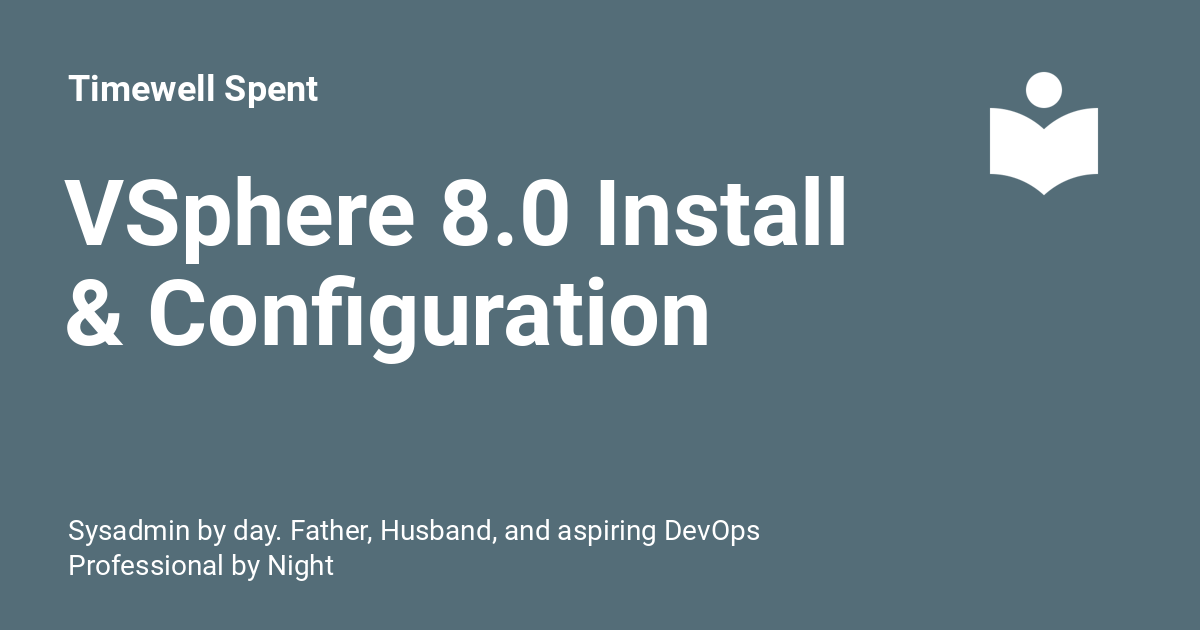 Timewell Spent
VSphere 8.0 Install
& Configuration
Sysadmin by day. Father, Husband, and aspiring DevOps
Professional by Night